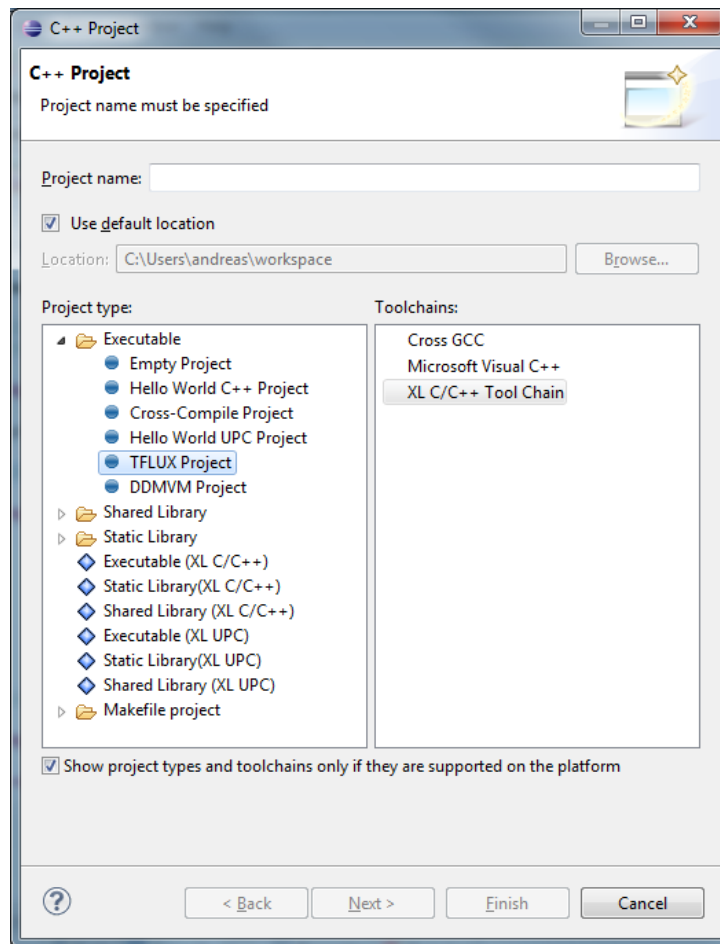 C++ Project
C++ Project
Project name must be specified
Project name:
Use default location
Location: C:\Users\andreas\workspace Browse...
Project type:
Executable
Empty Project
Hello World C++ Project
Cross-Compile Project
Hello World UPC Project
TFLUX Project
DDMVM Project
Shared Library
Static Library
Executable (XL C/C++)
Static Library(XL C/C++)
Shared Library (XL C/C++)
Executable (XL UPC)
Static Library(XL UPC)
Shared Library (XL UPC)
Makefile project
Toolchains:
Cross GCC
Microsoft Visual C++
XL C/C++ Tool Chain
Show project types and toolchains only if they are supported on the platform
? < Back Next > Finish Cancel